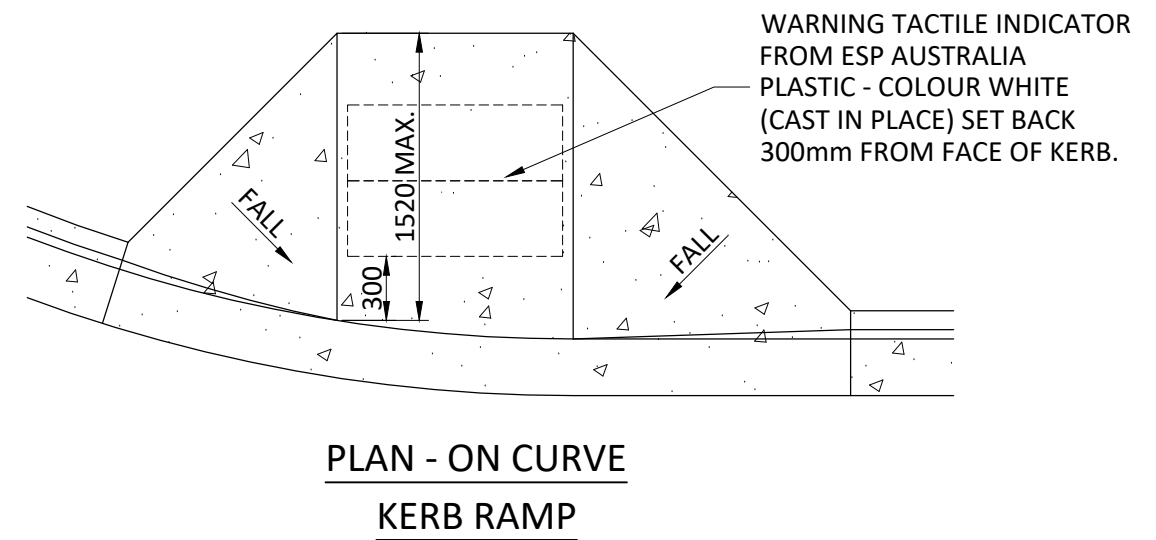 WARNING TACTILE INDICATOR
FROM ESP AUSTRALIA
PLASTIC - COLOUR WHITE
(CAST IN PLACE) SET BACK
300mm FROM FACE OF KERB.
1520 MAX.
FALL
FALL
300
PLAN - ON CURVE
KERB RAMP